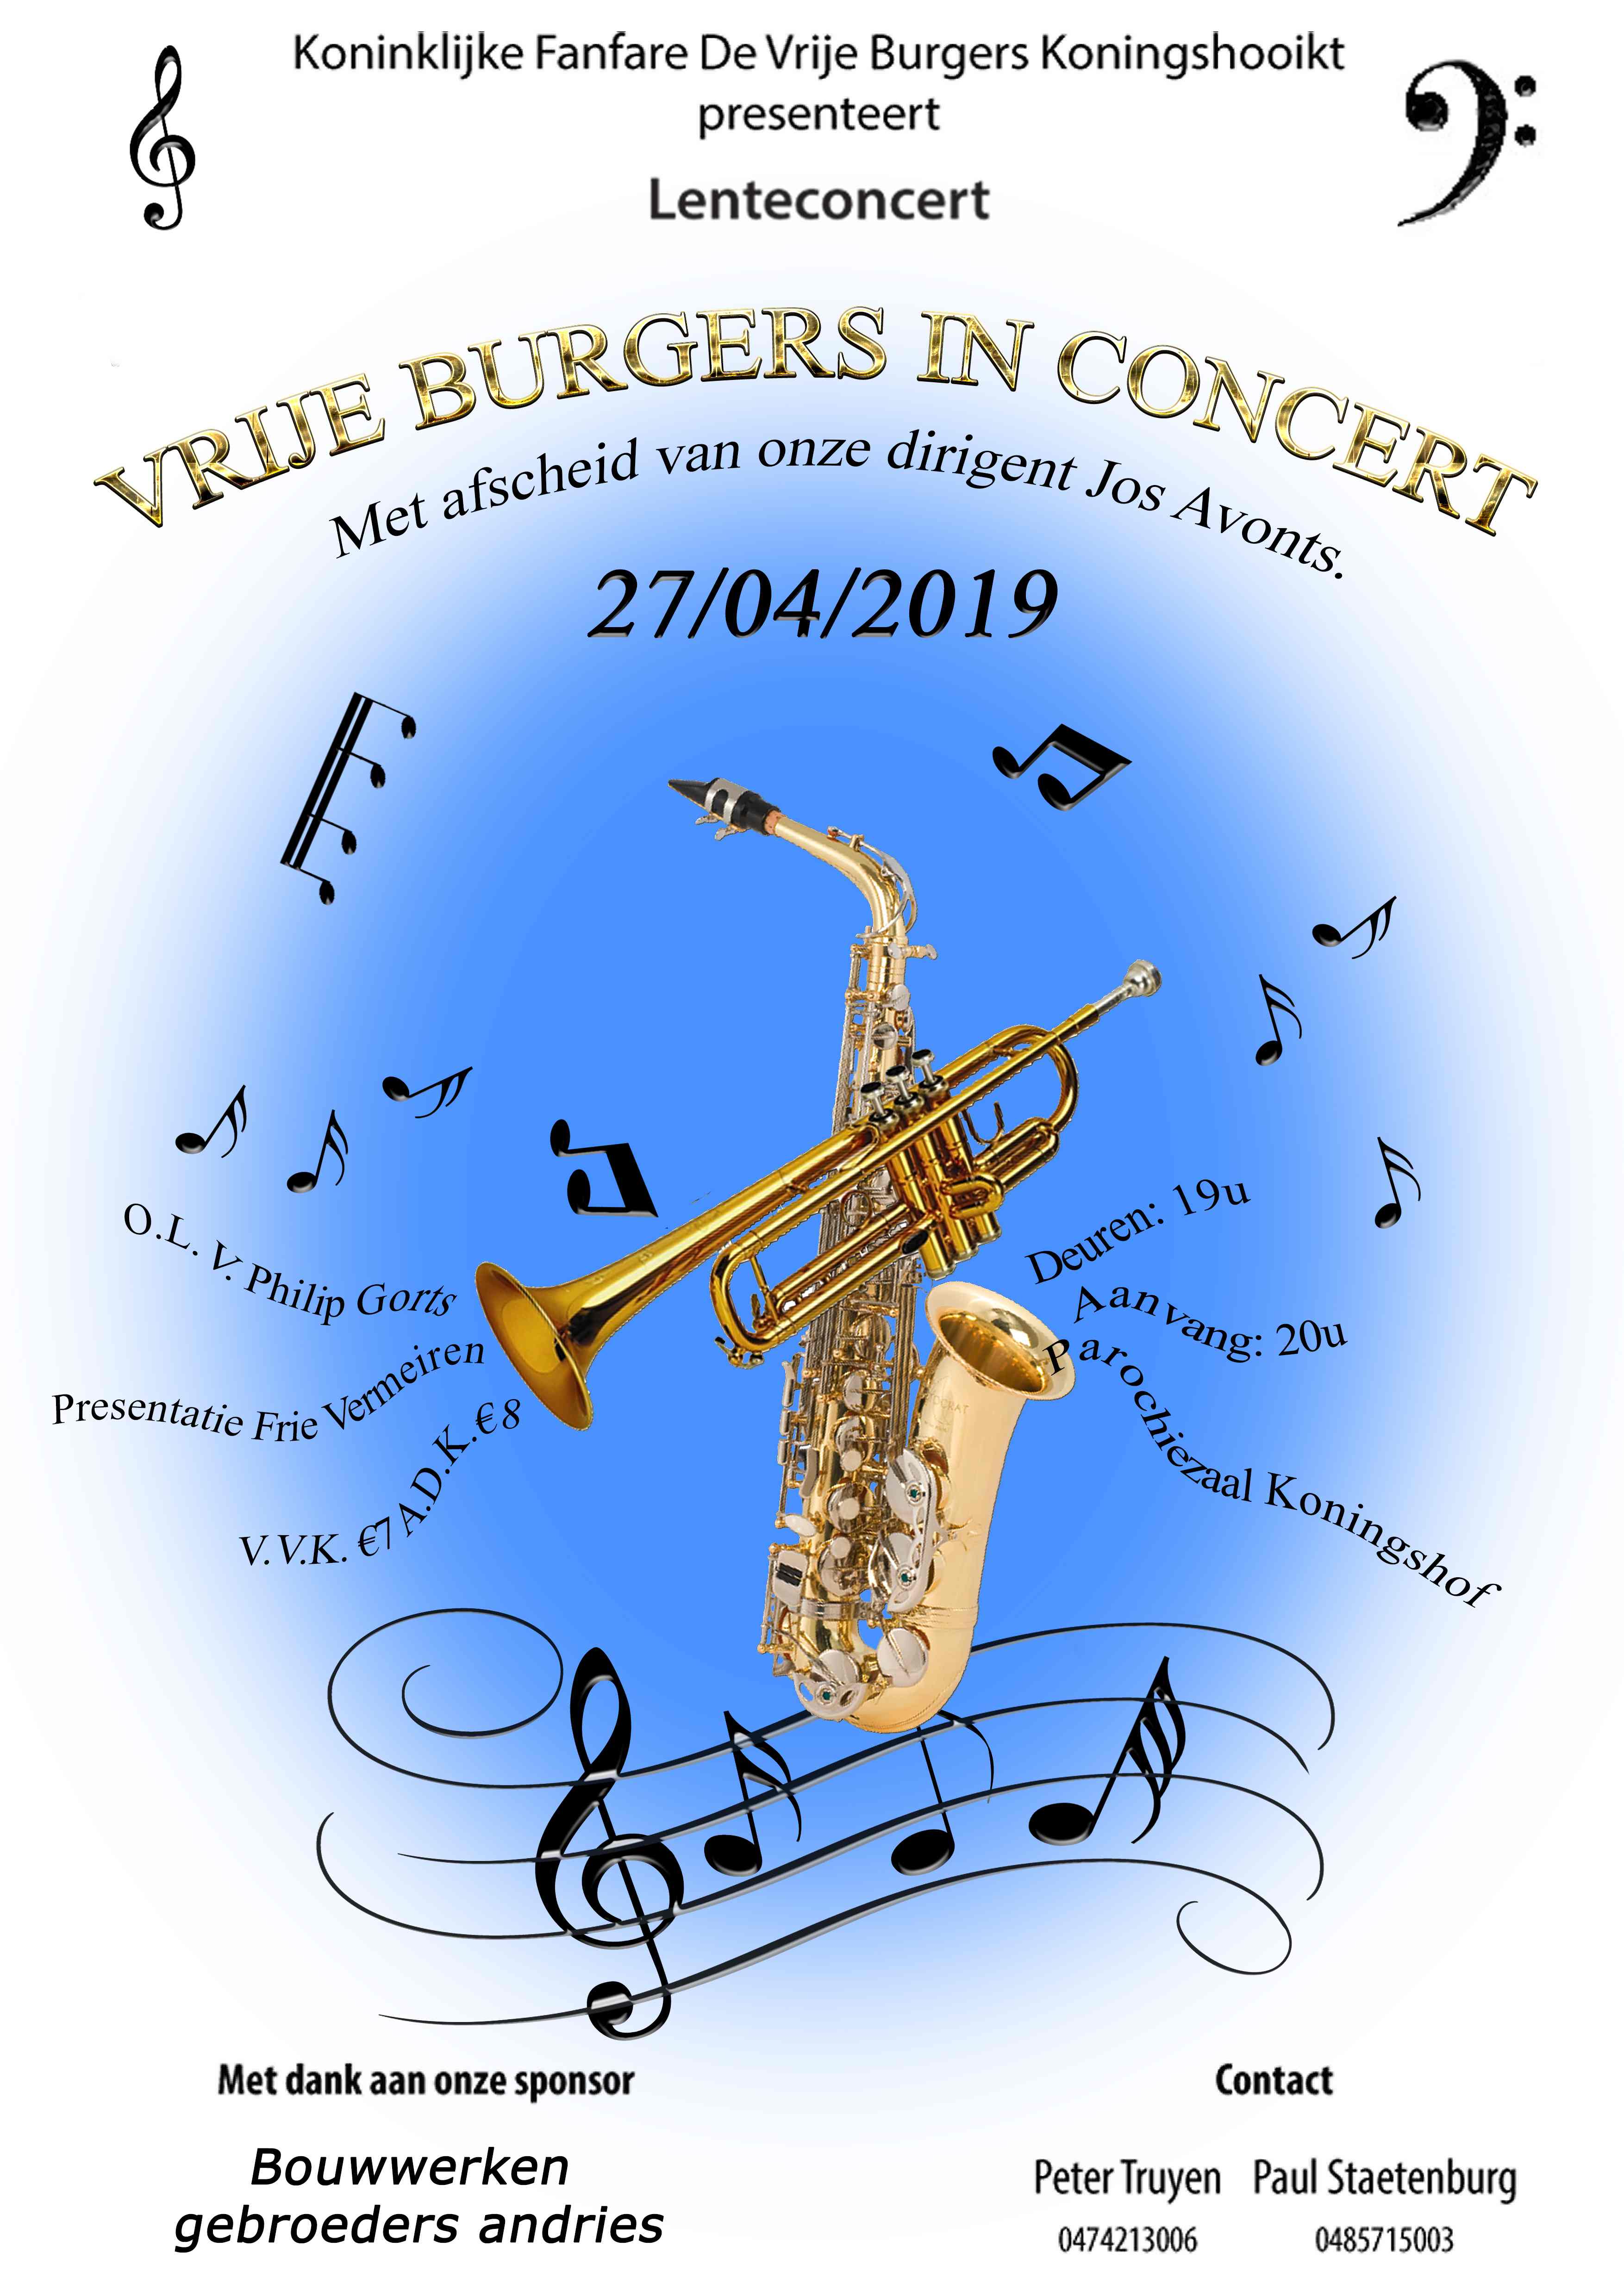 Koninklijke Fanfare De Vrije Burgers Koningshooikt
presenteert
Lenteconcert
VRIJE BURGERS IN CONCERT
Met afscheid van onze dirigent Jos Avonts.
27/04/2019
O.L. V. Philip Gorts
Presentatie Frie Vermeiren
V.V.K. €7 A.D.K. € 8
Deuren: 19u
Aanvang: 20u
Parochiezaal Koningshof
Met dank aan onze sponsor
Bouwwerken
gebroeders andries
Contact
Peter Truyen Paul Staetenburg
0474213006 0485715003